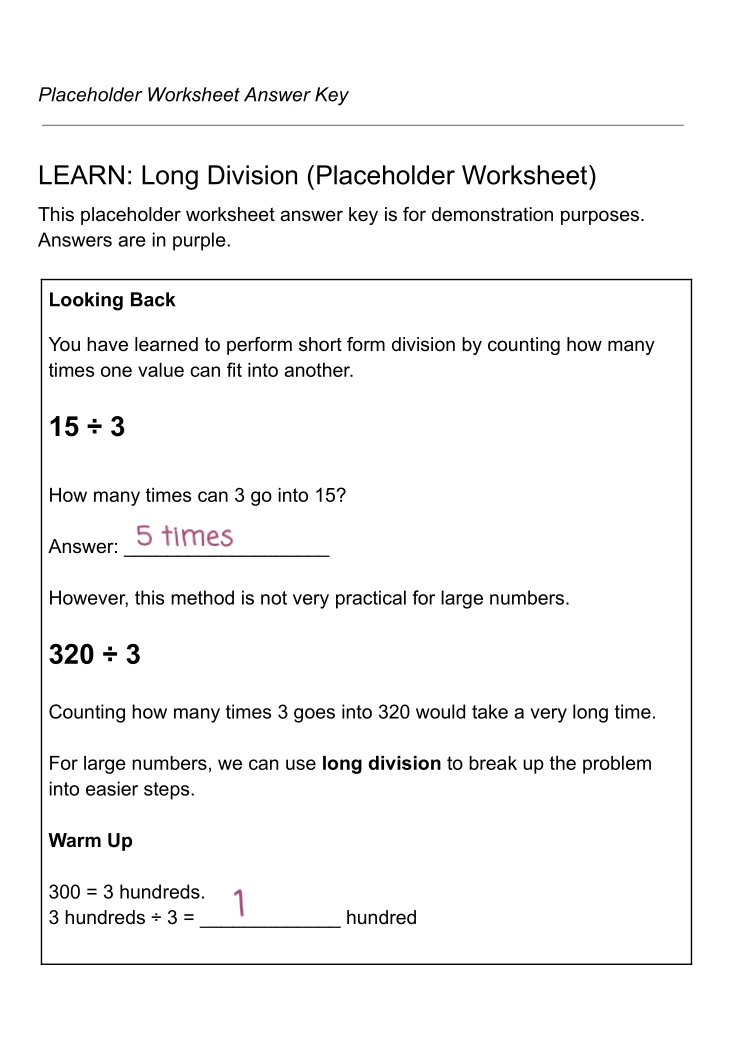 Placeholder Worksheet Answer Key
LEARN: Long Division (Placeholder Worksheet)
This placeholder worksheet answer key is for demonstration purposes.
Answers are in purple.
Looking Back
You have learned to perform short form division by counting how many
times one value can fit into another.
15 ÷ 3
How many times can 3 go into 15?
Answer: 5 times
However, this method is not very practical for large numbers.
320 ÷ 3
Counting how many times 3 goes into 320 would take a very long time.
For large numbers, we can use long division to break up the problem
into easier steps.
Warm Up
300 = 3 hundreds.
3 hundreds ÷ 3 = 1 hundred